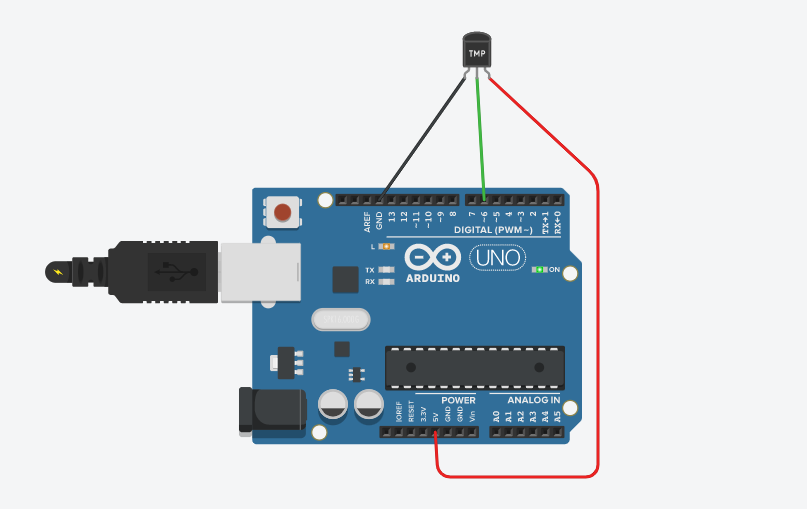 TMP
AREF
GND
13
12
~11
~10
~9
8
7
~6
~5
4
~3
2
TX→1
RX←0
DIGITAL (PWM~)
L
TX
RX
ARDUINO
UNO
ON
POWER
ANALOG IN
IOREF
RESET
3.3V
5V
GND
GND
Vin
A0
A1
A2
A3
A4
A5